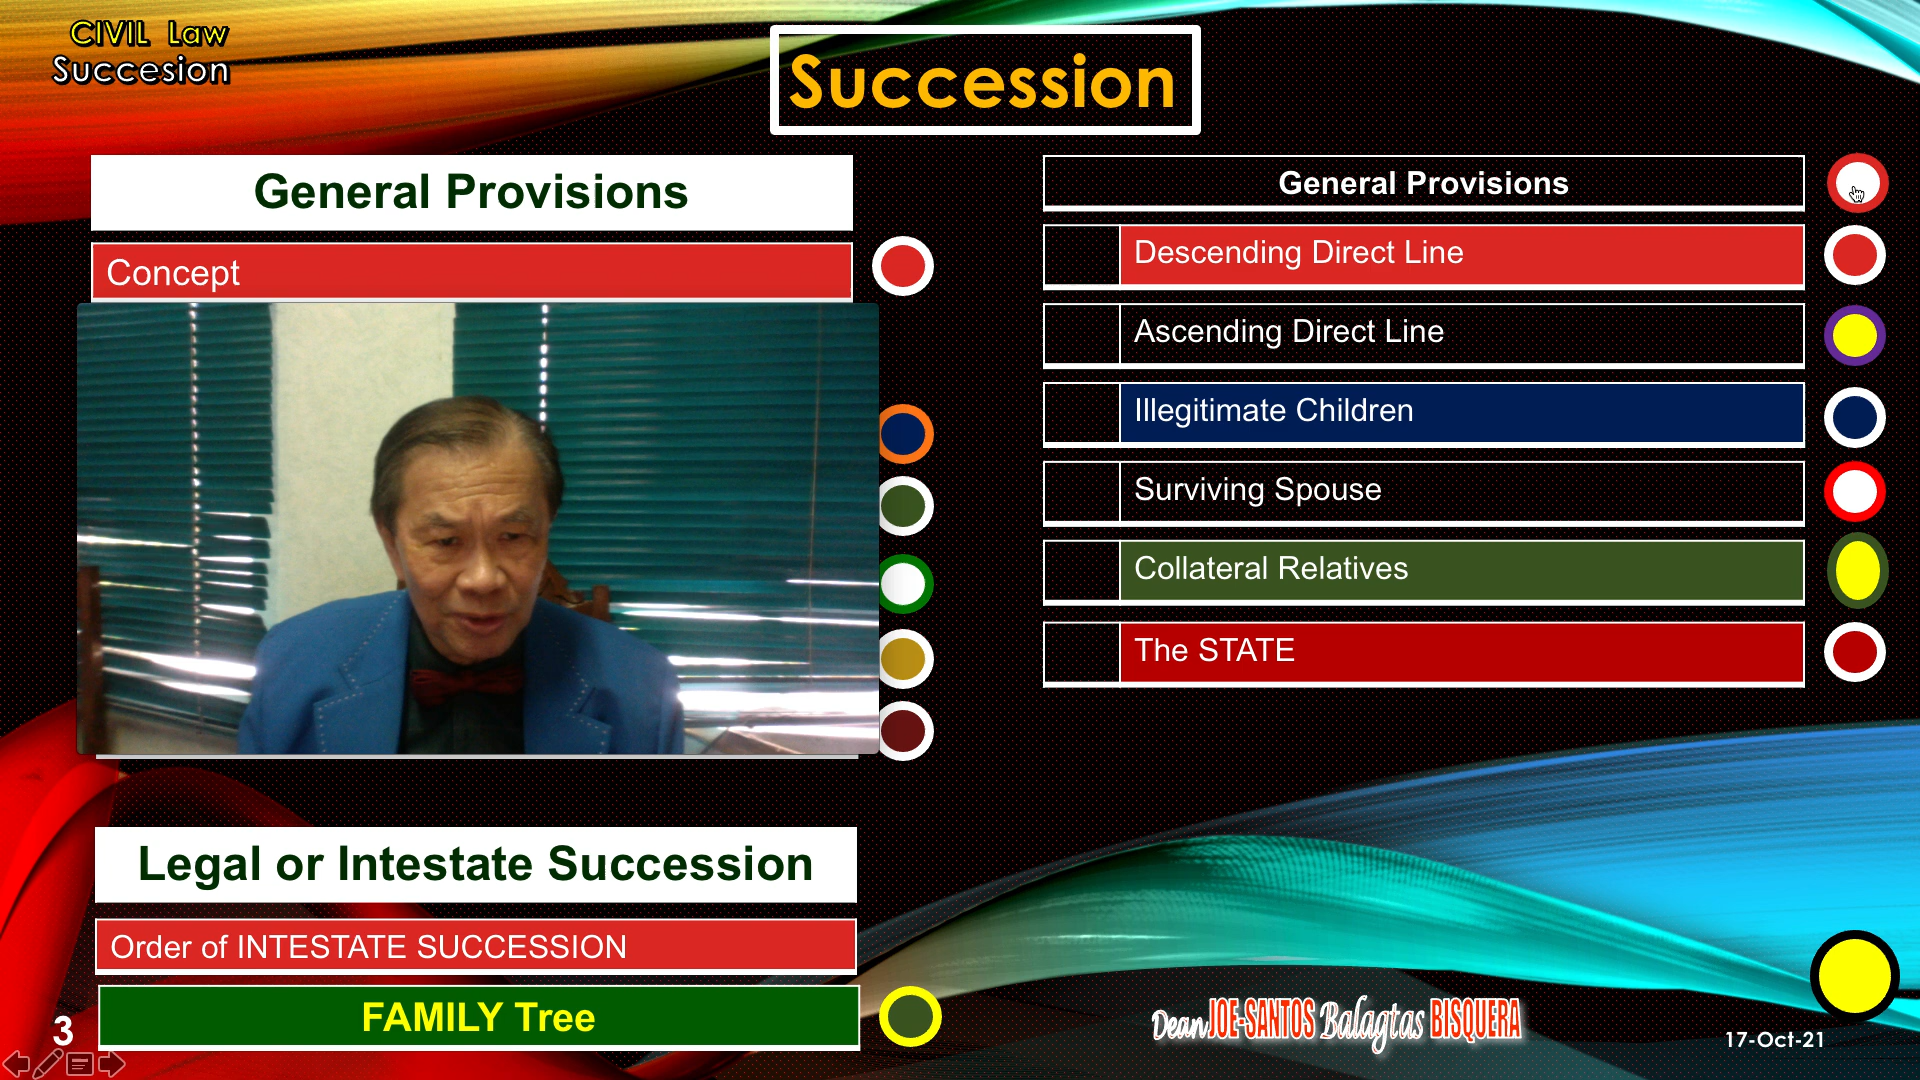 CIVIL Law
Succesion
Succession
General Provisions
Concept
General Provisions
Descending Direct Line
Ascending Direct Line
Illegitimate Children
Surviving Spouse
Collateral Relatives
The STATE
Legal or Intestate Succession
Order of INTESTATE SUCCESSION
FAMILY Tree
3
Dean JOE-SANTOS Balagtas BISQUERA
17-Oct-21